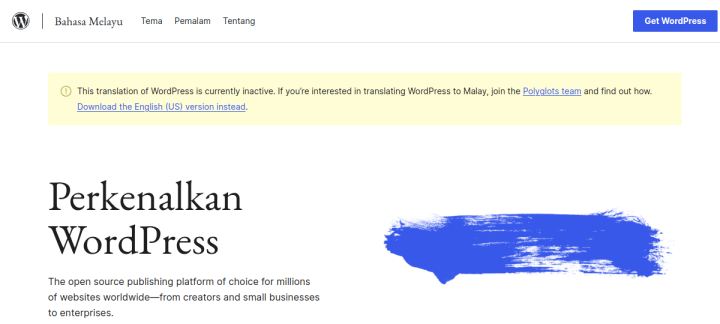 Bahasa Melayu Tema Pemalam Tentang Get WordPress
This translation of WordPress is currently inactive. If you're interested in translating WordPress to Malay, join the Polyglots team and find out how.
Download the English (US) version instead.
Perkenalkan
WordPress
The open source publishing platform of choice for millions
of websites worldwide—from creators and small businesses
to enterprises.